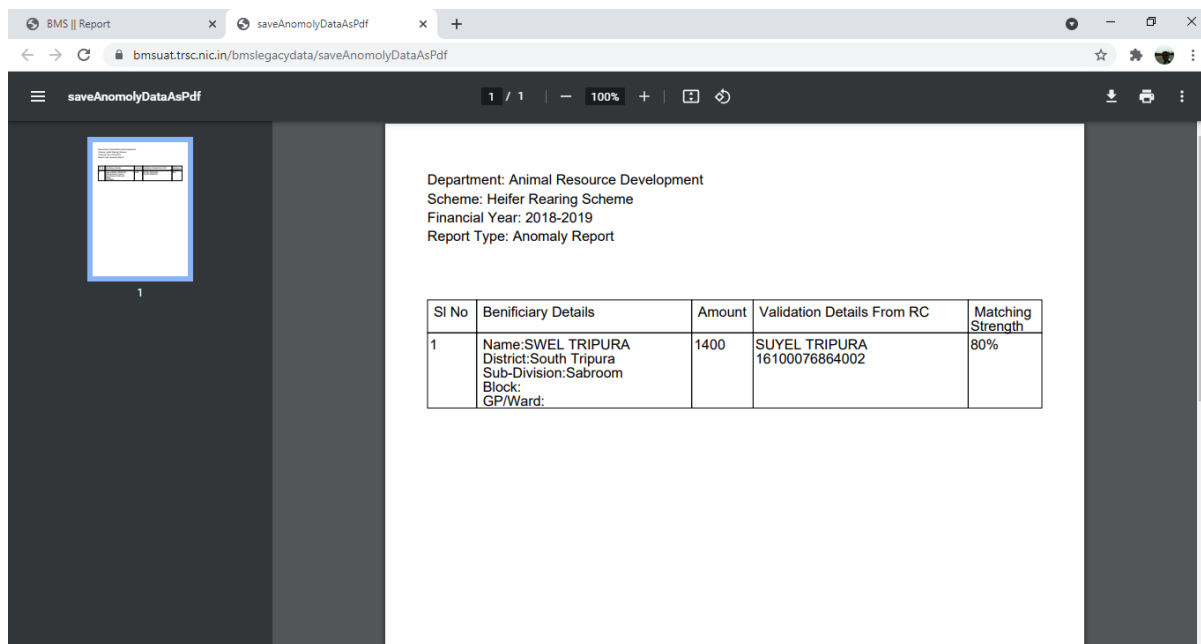 BMS || Report
saveAnomolyDataAsPdf
bmsuat.trsc.nic.in/bmslegacydata/saveAnomolyDataAsPdf
saveAnomolyDataAsPdf
1 / 1
100%
1
Department: Animal Resource Development
Scheme: Heifer Rearing Scheme
Financial Year: 2018-2019
Report Type: Anomaly Report
Sl No Benificiary Details Amount Validation Details From RC Matching
Strength
1 Name:SWEL TRIPURA 1400 SUYEL TRIPURA 80%
District:South Tripura 16100076864002
Sub-Division:Sabroom
Block:
GP/Ward: